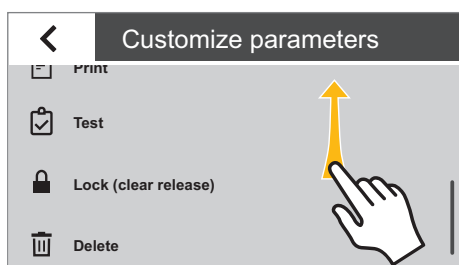 Customize parameters
Print
Test
Lock (clear release)
Delete